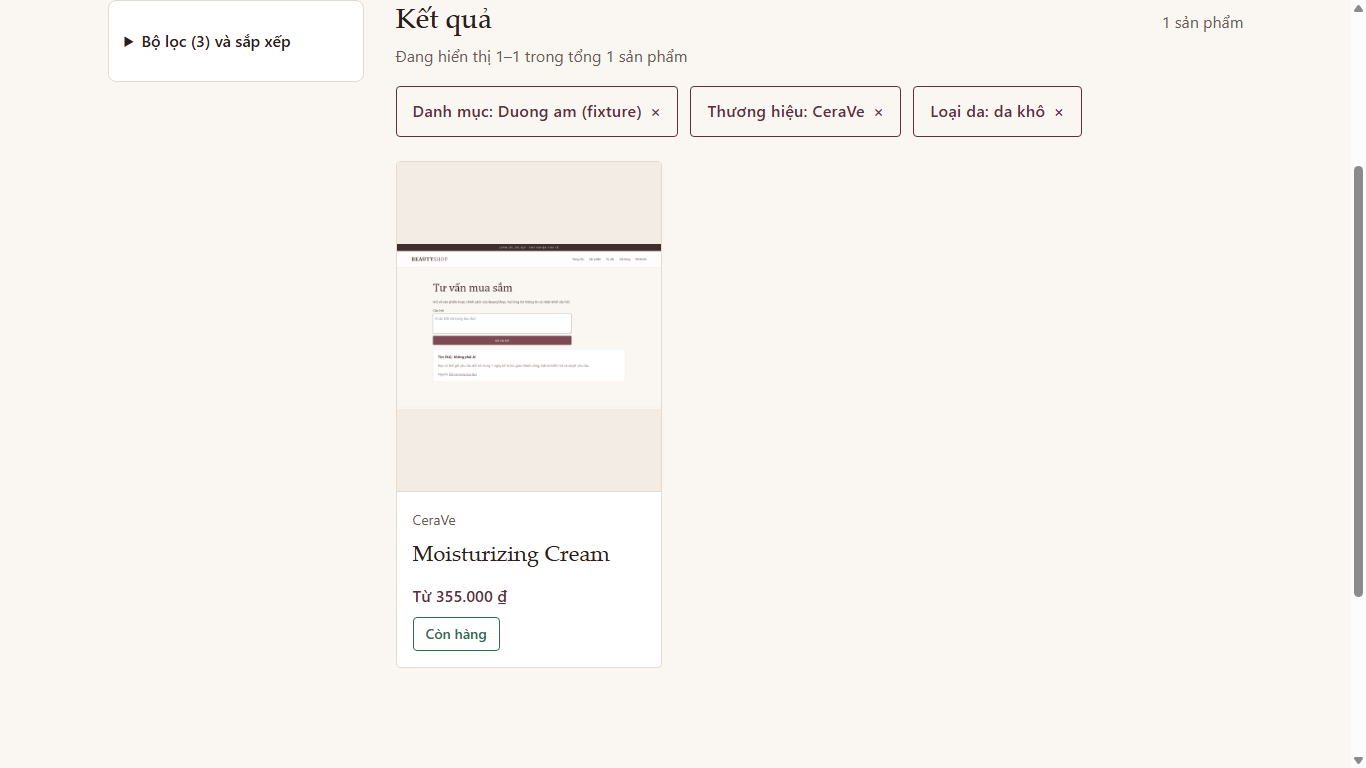 Bộ lọc (3) và sắp xếp
Kết quả
1 sản phẩm
Đang hiển thị 1–1 trong tổng 1 sản phẩm
Danh mục: Duong am (fixture) ×
Thương hiệu: CeraVe ×
Loại da: da khô ×
BEAUTYSHOP
Tư vấn mua sắm
CeraVe
Moisturizing Cream
Từ 355.000 ₫
Còn hàng